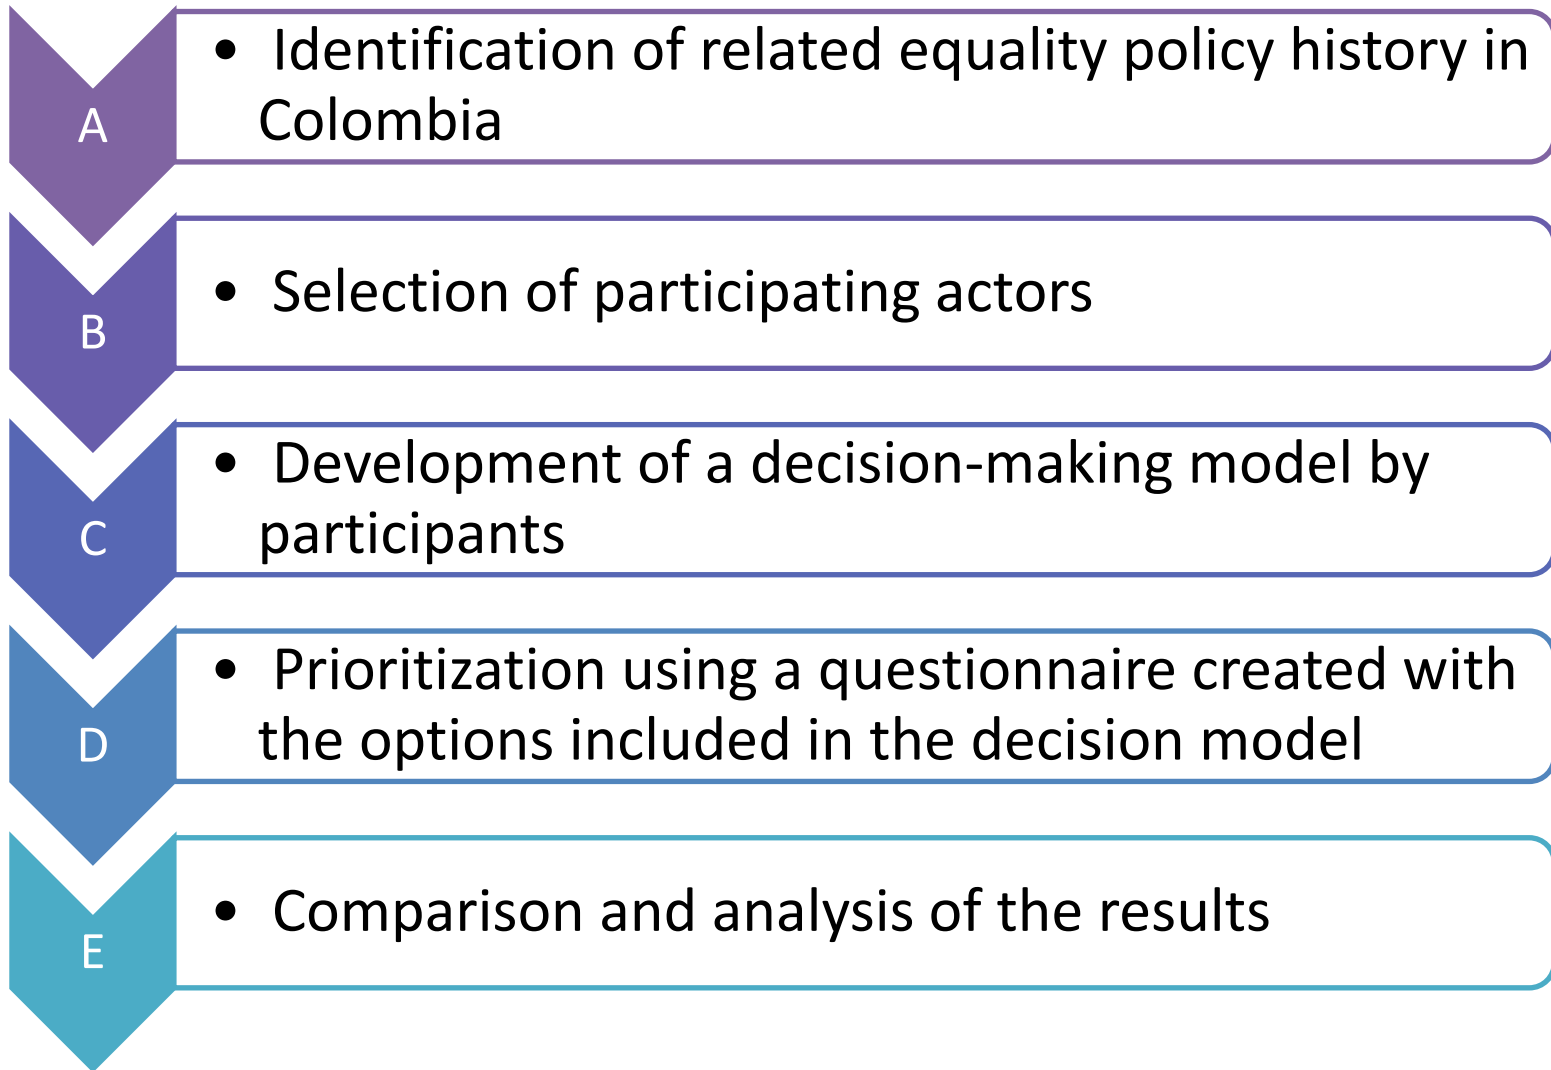 A
• Identification of related equality policy history in
Colombia
B
• Selection of participating actors
C
• Development of a decision-making model by
participants
D
• Prioritization using a questionnaire created with
the options included in the decision model
E
• Comparison and analysis of the results